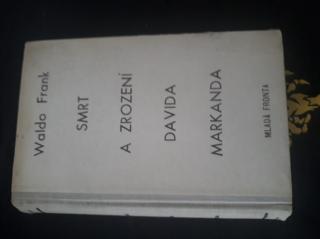 Waldo Frank
SMRT
A ZROZENÍ
DAVIDA
MARKANDA
MLADÁ FRONTA